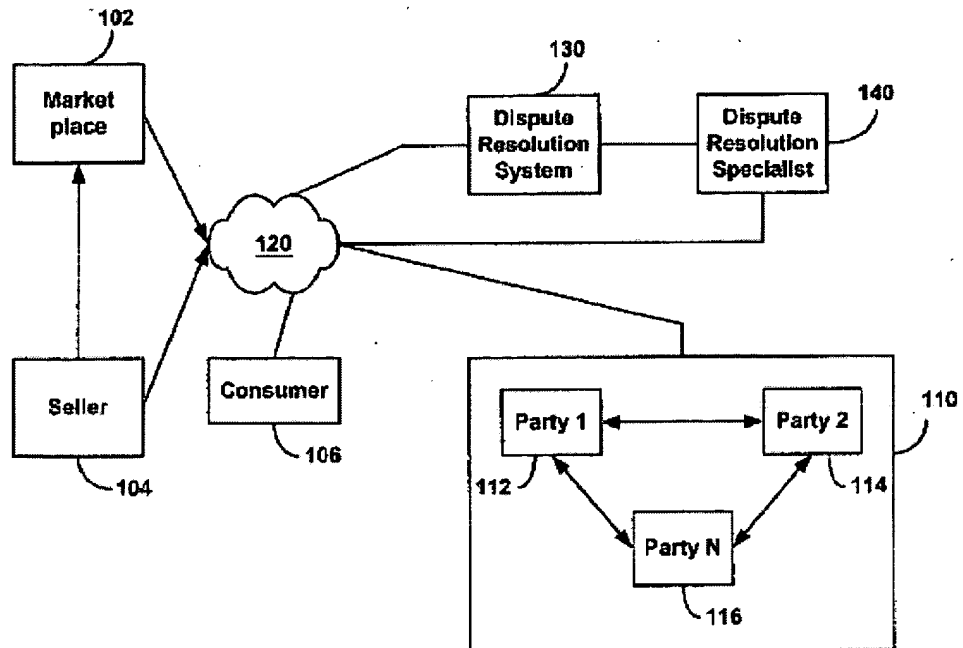 102
Market
place
130
Dispute
Resolution
System
140
Dispute
Resolution
Specialist
120
Seller
104
Consumer
106
110
Party 1
112
Party 2
114
Party N
116